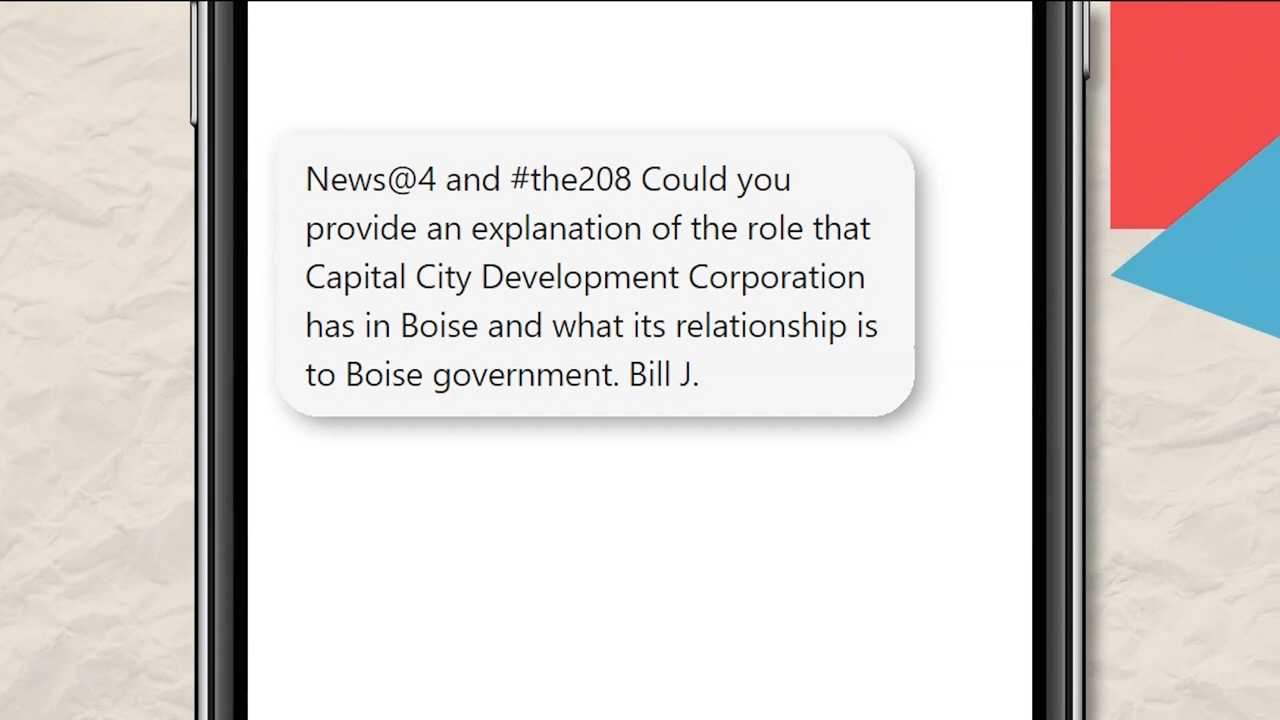 News@4 and #the208 Could you
provide an explanation of the role that
Capital City Development Corporation
has in Boise and what its relationship is
to Boise government. Bill J.